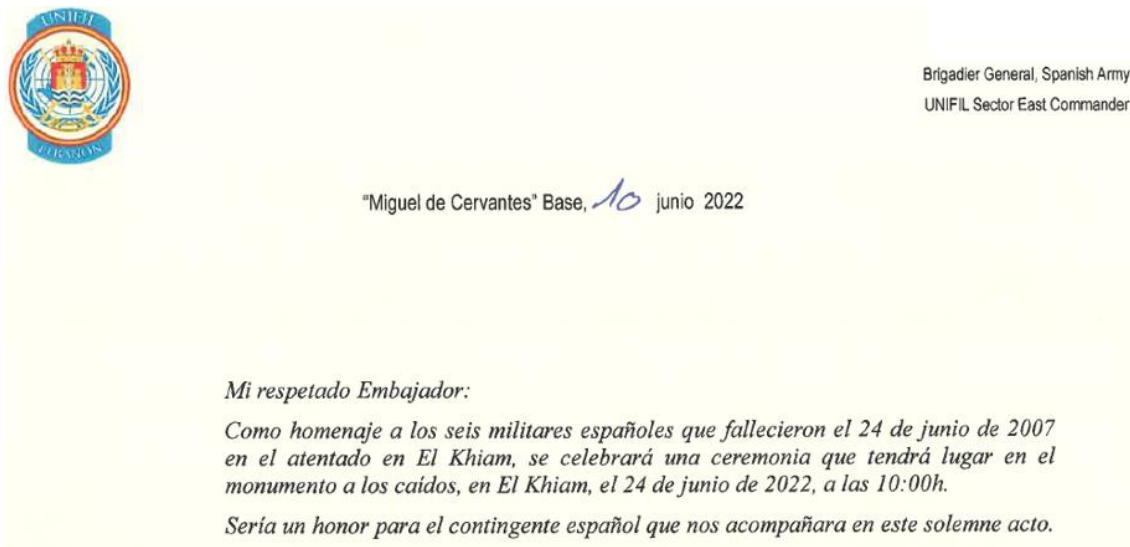 UNIFIL
LEBANON
Brigadier General, Spanish Army
UNIFIL Sector East Commander
"Miguel de Cervantes" Base, 10 junio 2022
Mi respetado Embajador:
Como homenaje a los seis militares españoles que fallecieron el 24 de junio de 2007
en el atentado en El Khiam, se celebrará una ceremonia que tendrá lugar en el
monumento a los caídos, en El Khiam, el 24 de junio de 2022, a las 10:00h.
Sería un honor para el contingente español que nos acompañara en este solemne acto.